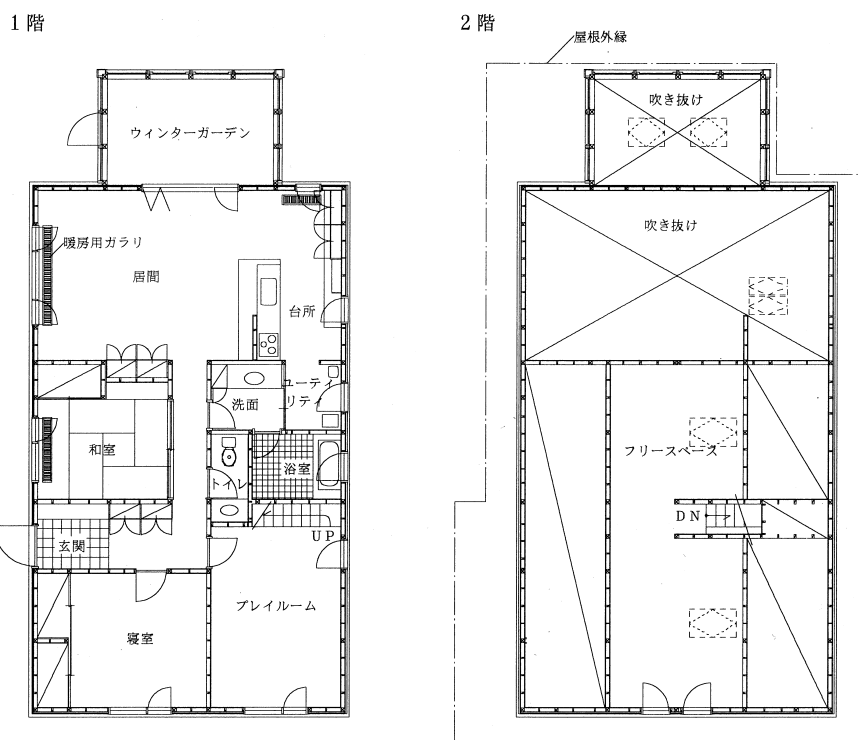 1階
2階
屋根外縁
吹き抜け
ウィンターガーデン
吹き抜け
暖房用ガラリ
居間
台所
ユーティ
リティ
洗面
和室
フリースペース
浴室
トイレ
DN
UP
玄関
プレイルーム
寝室